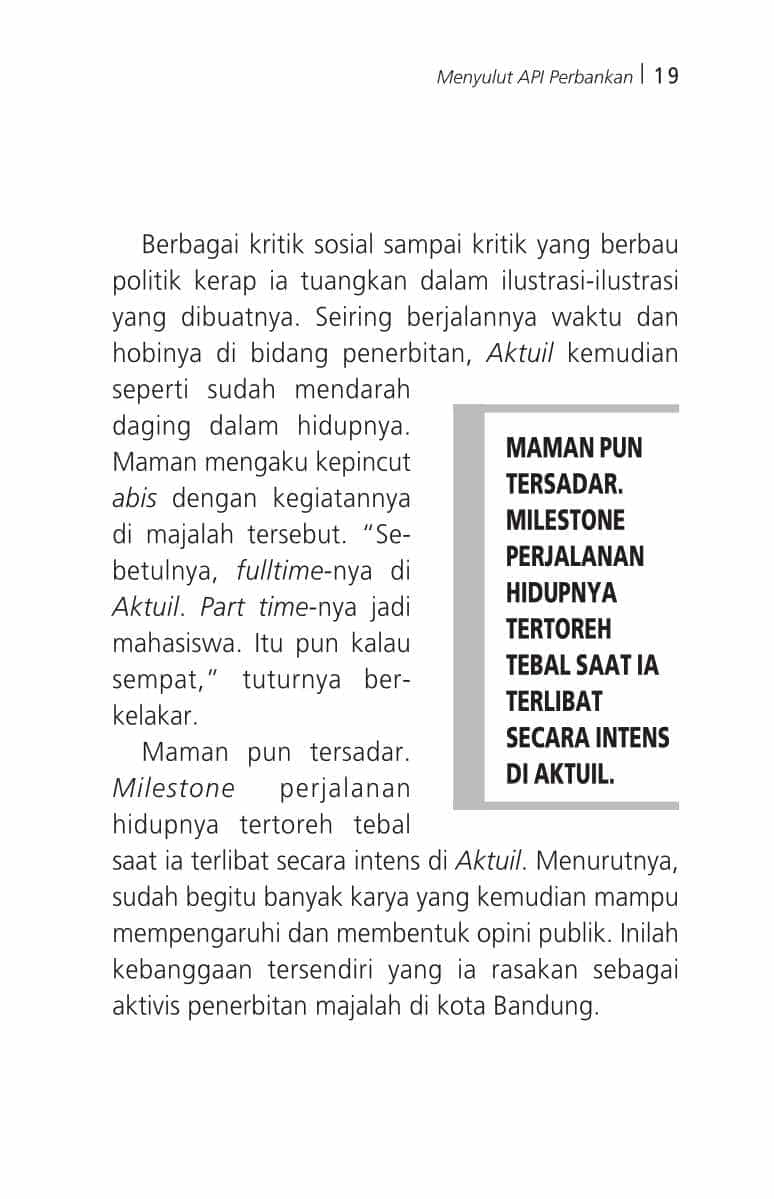 Menyulut API Perbankan | 19
Berbagai kritik sosial sampai kritik yang berbau
politik kerap ia tuangkan dalam ilustrasi-ilustrasi
yang dibuatnya. Seiring berjalannya waktu dan
hobinya di bidang penerbitan, Aktuil kemudian
seperti sudah mendarah
daging dalam hidupnya.
Maman mengaku kepincut
abis dengan kegiatannya
di majalah tersebut. “Se-
betulnya, fulltime-nya di
Aktuil. Part time-nya jadi
mahasiswa. Itu pun kalau
sempat,” tuturnya ber-
kelakar.
Maman pun tersadar.
Milestone perjalanan
hidupnya tertoreh tebal
saat ia terlibat secara intens di Aktuil. Menurutnya,
sudah begitu banyak karya yang kemudian mampu
mempengaruhi dan membentuk opini publik. Inilah
kebanggaan tersendiri yang ia rasakan sebagai
aktivis penerbitan majalah di kota Bandung.
MAMAN PUN
TERSADAR.
MILESTONE
PERJALANAN
HIDUPNYA
TERTOREH
TEBAL SAAT IA
TERLIBAT
SECARA INTENS
DI AKTUIL.